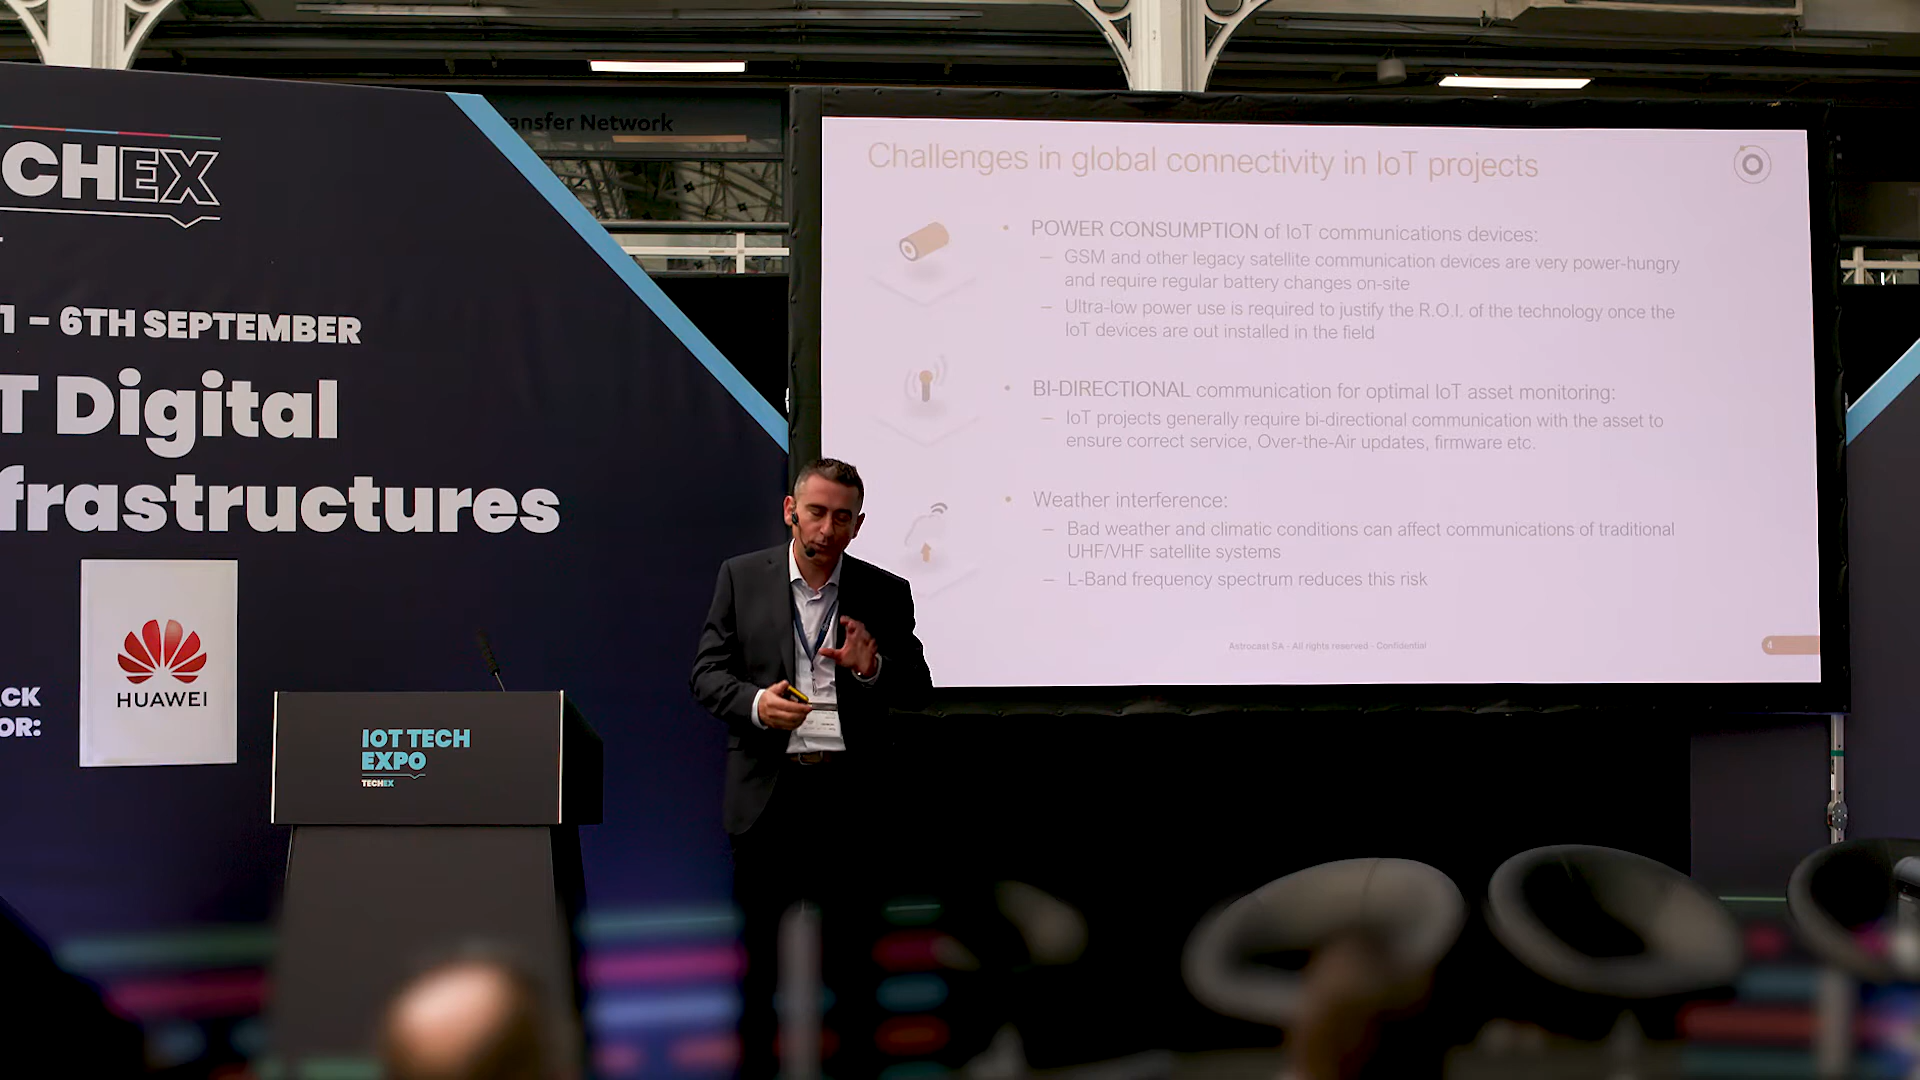 CHEX
1 – 6TH SEPTEMBER
T Digital
frastructures
ACK
OR:
HUAWEI
IOT TECH
EXPO
TECHEX
ansfer Network
Challenges in global connectivity in IoT projects
• POWER CONSUMPTION of IoT communications devices:
– GSM and other legacy satellite communication devices are very power-hungry
and require regular battery changes on-site
– Ultra-low power use is required to justify the R.O.I. of the technology once the
IoT devices are out installed in the field
• BI-DIRECTIONAL communication for optimal IoT asset monitoring:
– IoT projects generally require bi-directional communication with the asset to
ensure correct service, Over-the-Air updates, firmware etc.
• Weather interference:
– Bad weather and climatic conditions can affect communications of traditional
UHF/VHF satellite systems
– L-Band frequency spectrum reduces this risk
Astrocast SA - All rights reserved - Confidential
4